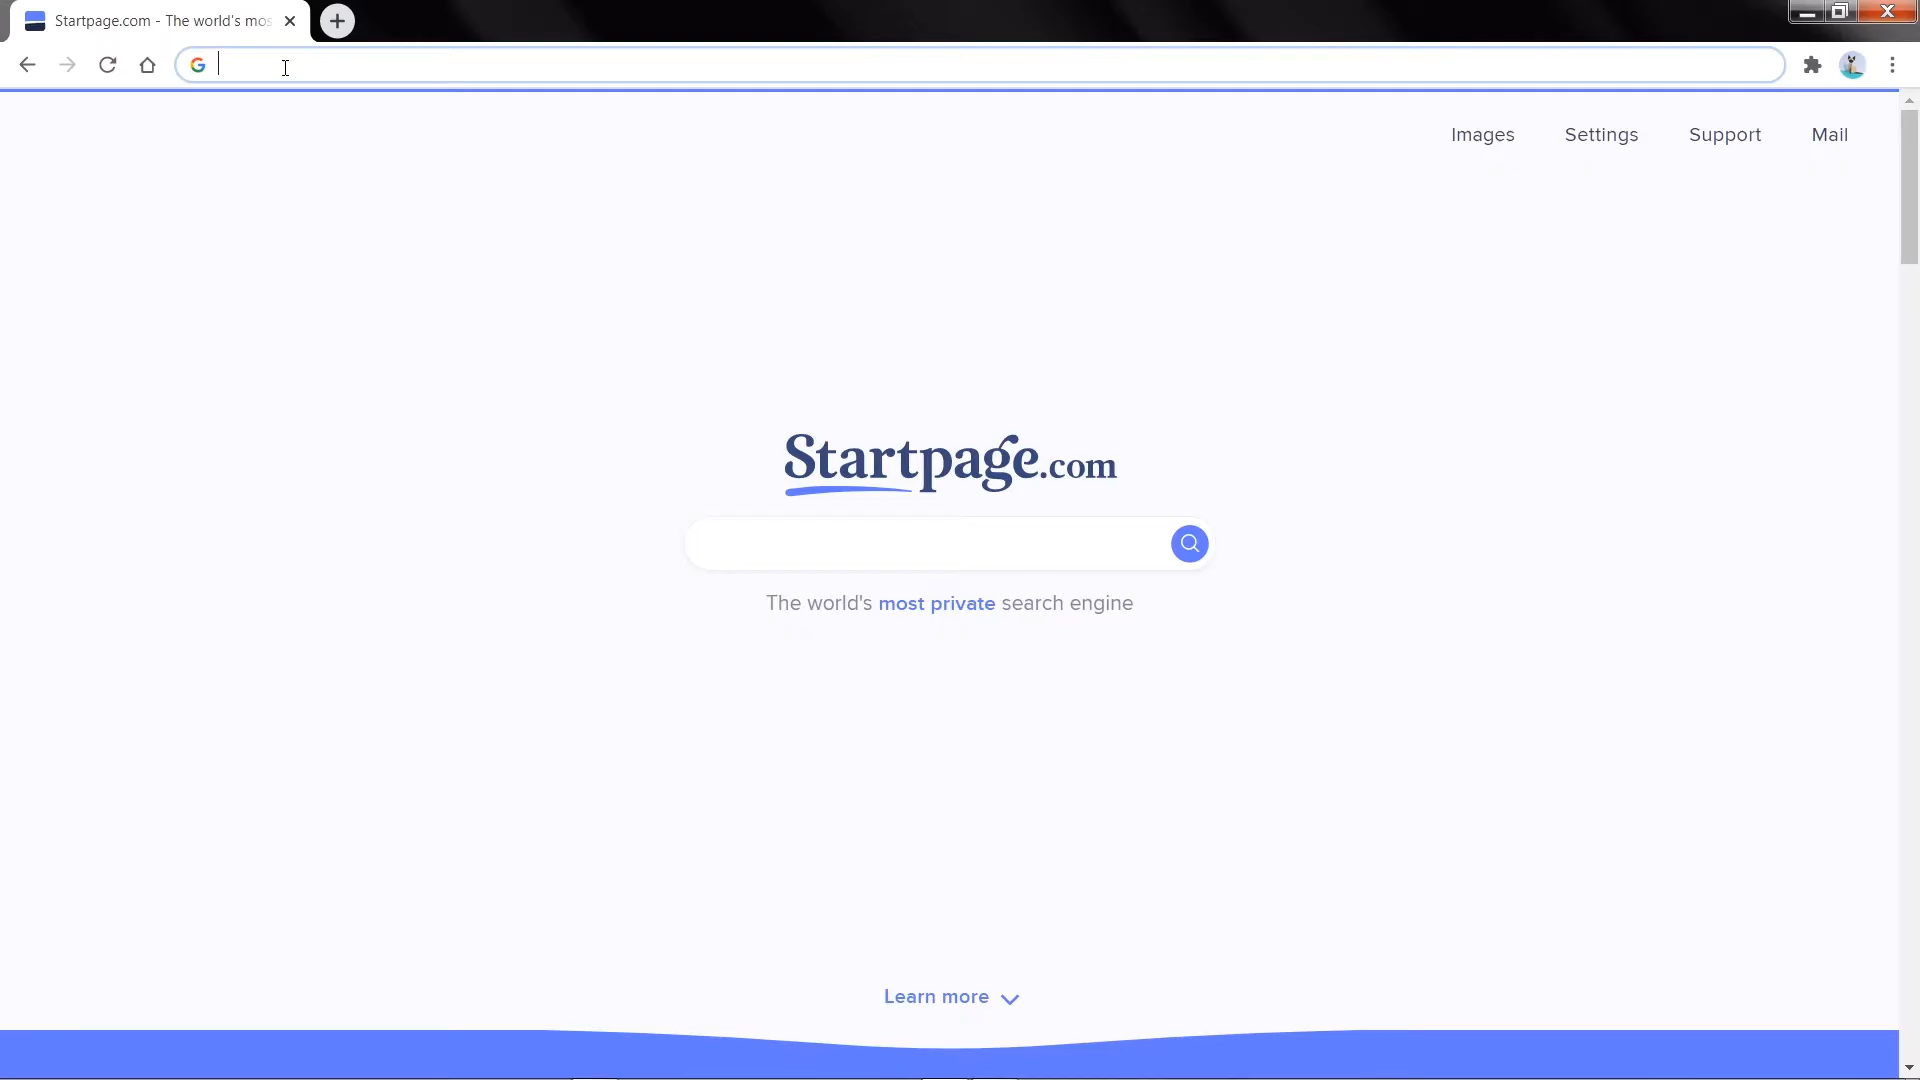 Startpage.com - The world's mos
Images Settings Support Mail
Startpage.com
The world's most private search engine
Learn more